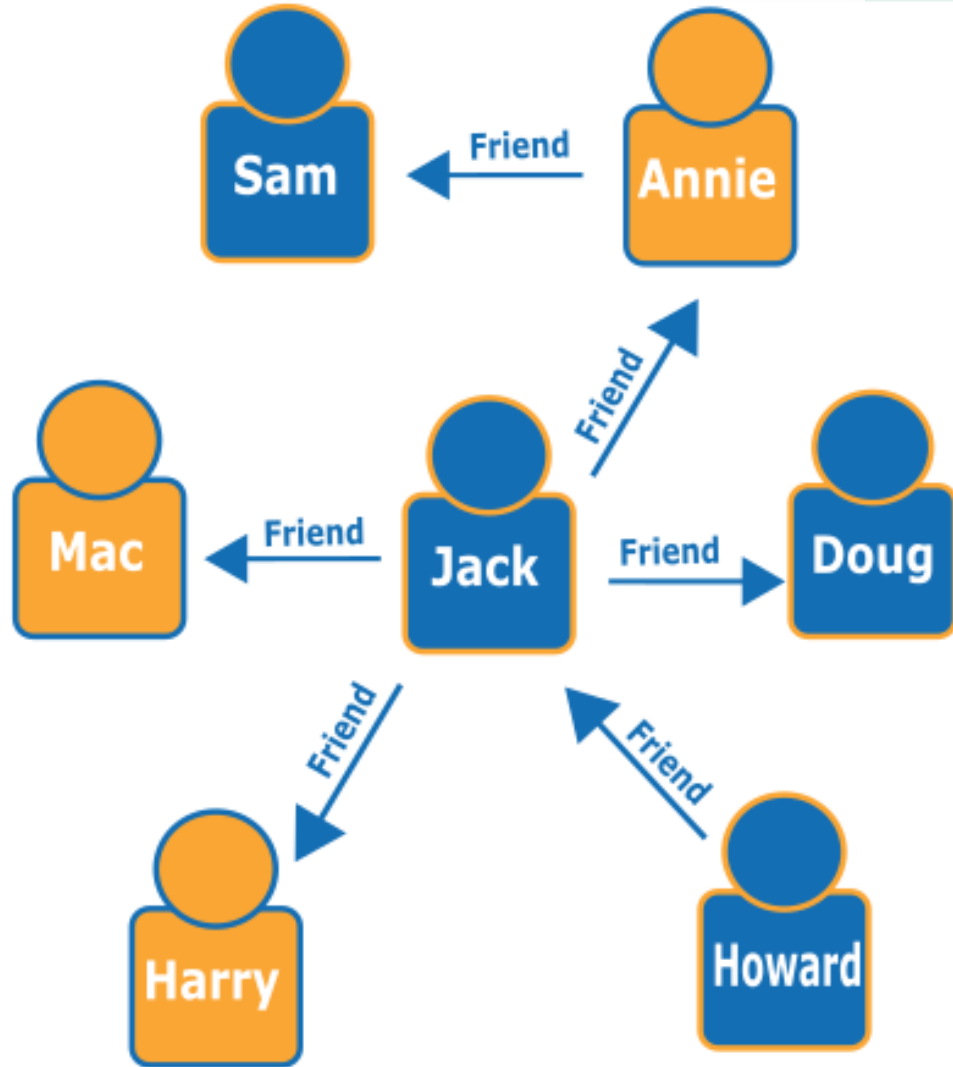 Sam
Friend
Annie
Friend
Mac
Friend
Jack
Friend
Doug
Friend
Friend
Harry
Howard